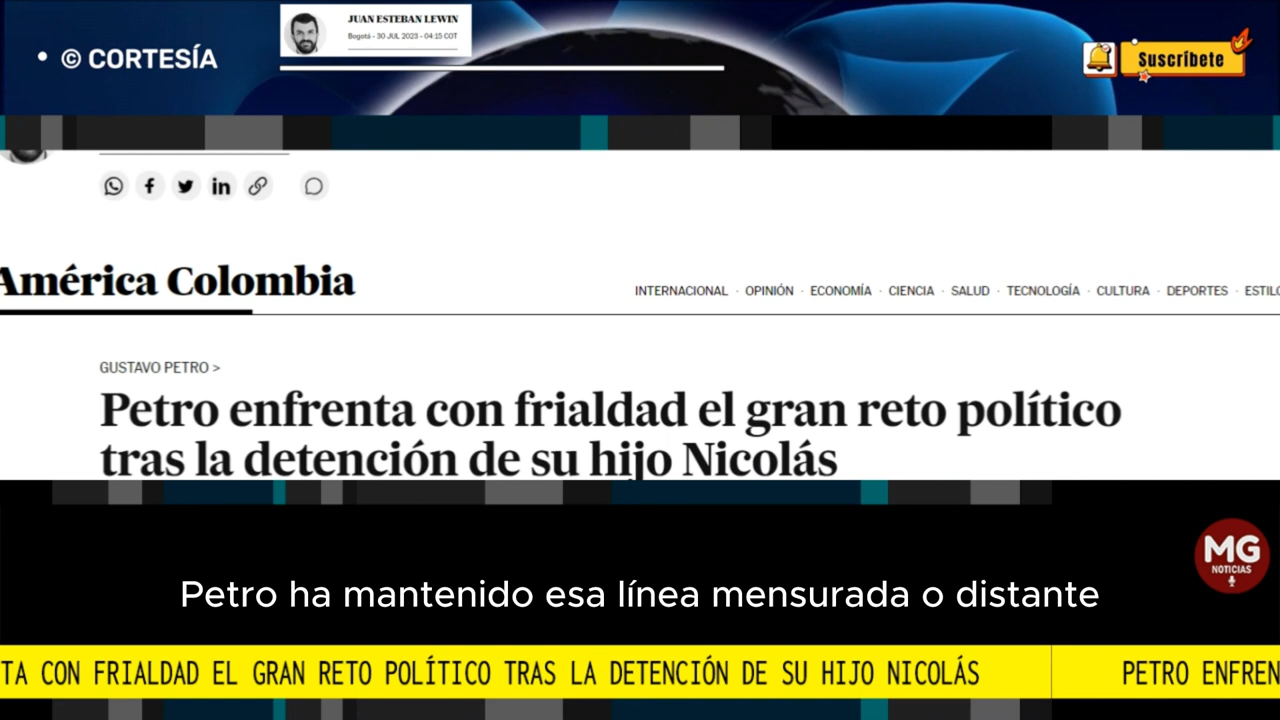 • © CORTESÍA
JUAN ESTEBAN LEWIN
Bogotá - 30 JUL 2023 - 04:15 COT
Suscríbete
América Colombia
INTERNACIONAL · OPINIÓN · ECONOMÍA · CIENCIA · SALUD · TECNOLOGÍA · CULTURA · DEPORTES · ESTILO
GUSTAVO PETRO >
Petro enfrenta con frialdad el gran reto político
tras la detención de su hijo Nicolás
MG
NOTICIAS
Petro ha mantenido esa línea mensurada o distante
TA CON FRIALDAD EL GRAN RETO POLÍTICO TRAS LA DETENCIÓN DE SU HIJO NICOLÁS
PETRO ENFREN